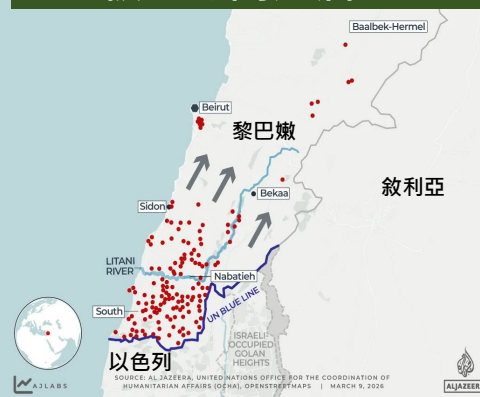 Baalbek-Hermel
Beirut
黎巴嫩
敘利亞
Bekaa
Sidon
LITANI
RIVER
Nabatieh
UN BLUE LINE
South
ISRAELI-
OCCUPIED
GOLAN
HEIGHTS
以色列
SOURCE: AL JAZEERA, UNITED NATIONS OFFICE FOR THE COORDINATION OF
HUMANITARIAN AFFAIRS (OCHA), OPENSTREETMAPS | MARCH 9, 2026
AJLABS
ALJAZEER